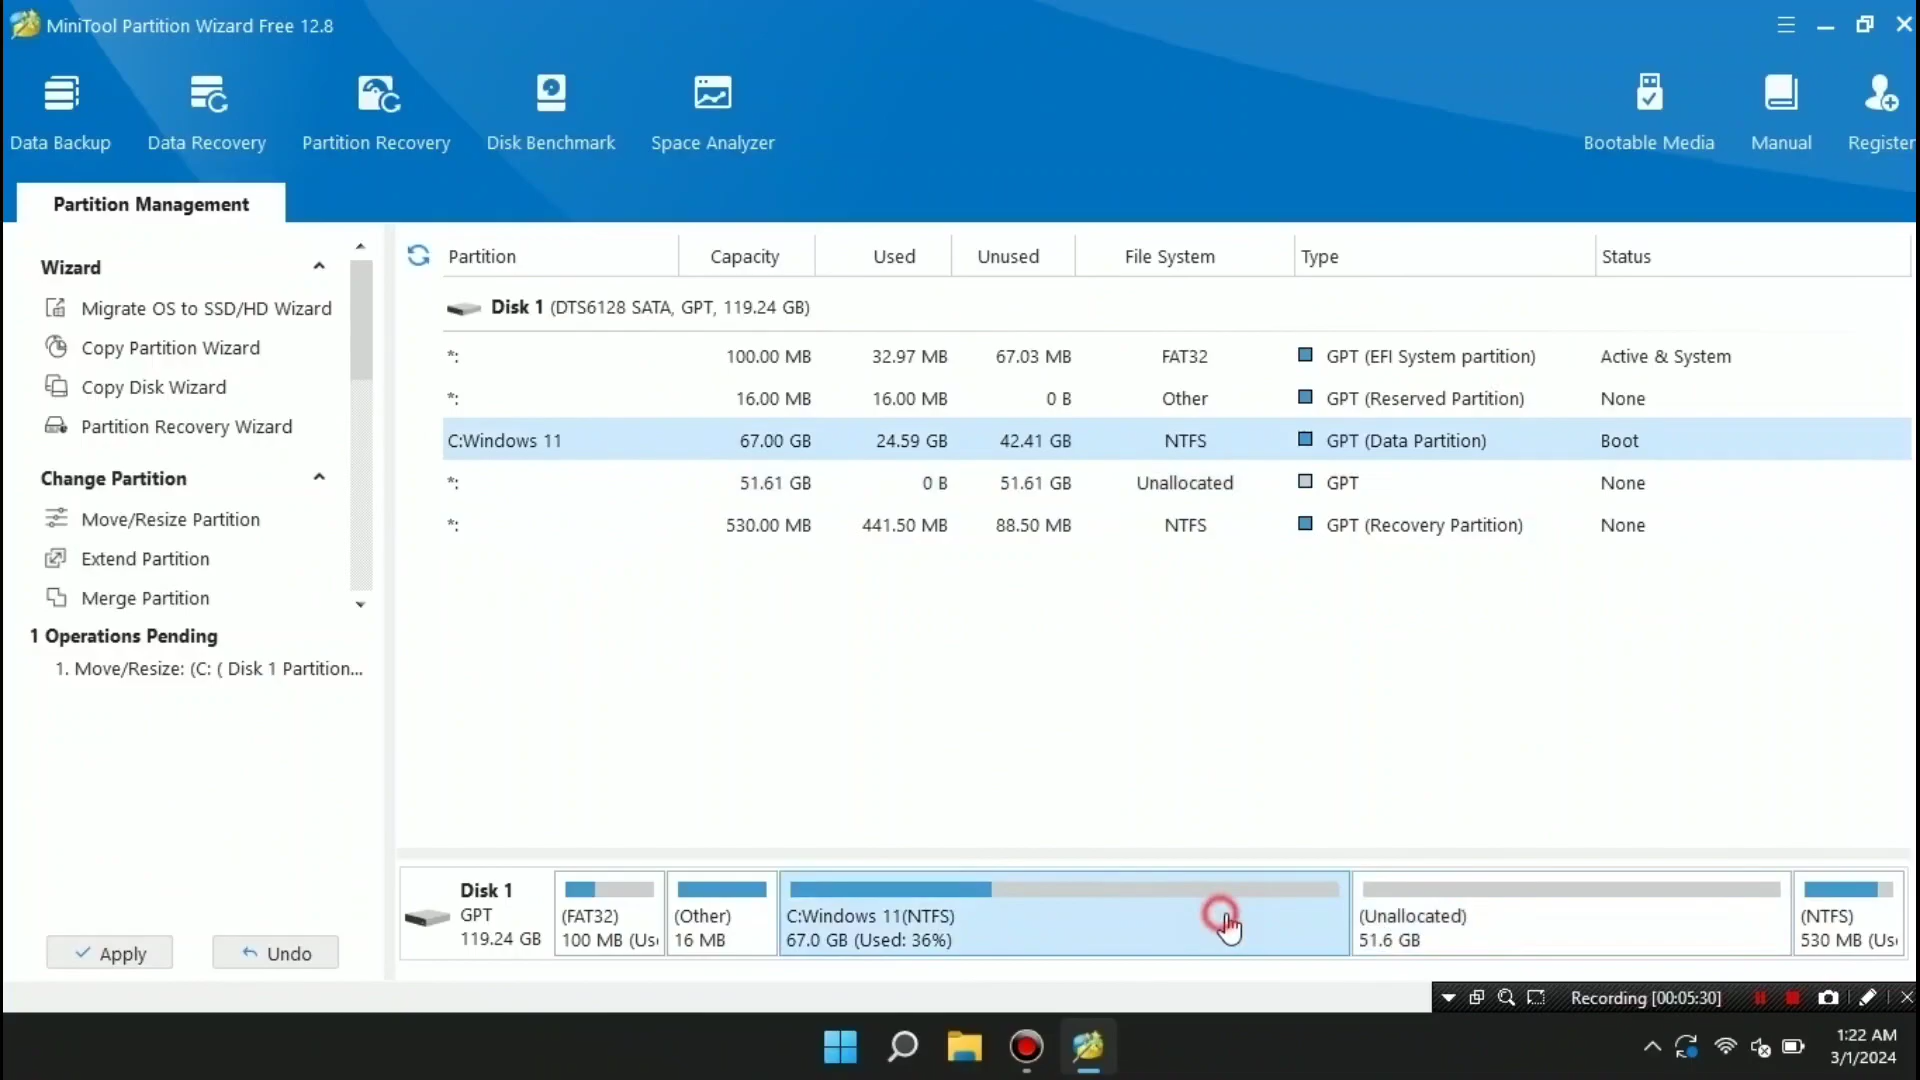 MiniTool Partition Wizard Free 12.8
Data Backup
Data Recovery
Partition Recovery
Disk Benchmark
Space Analyzer
Bootable Media
Manual
Register
Partition Management
Wizard
Migrate OS to SSD/HD Wizard
Copy Partition Wizard
Copy Disk Wizard
Partition Recovery Wizard
Change Partition
Move/Resize Partition
Extend Partition
Merge Partition
1 Operations Pending
1. Move/Resize: (C: ( Disk 1 Partition...
Apply
Undo
Partition Capacity Used Unused File System Type Status
Disk 1 (DTS6128 SATA, GPT, 119.24 GB)
*: 100.00 MB 32.97 MB 67.03 MB FAT32 GPT (EFI System partition) Active & System
*: 16.00 MB 16.00 MB 0 B Other GPT (Reserved Partition) None
C:Windows 11 67.00 GB 24.59 GB 42.41 GB NTFS GPT (Data Partition) Boot
*: 51.61 GB 0 B 51.61 GB Unallocated GPT None
*: 530.00 MB 441.50 MB 88.50 MB NTFS GPT (Recovery Partition) None
Disk 1
GPT
119.24 GB
(FAT32)
100 MB (Us
(Other)
16 MB
C:Windows 11(NTFS)
67.0 GB (Used: 36%)
(Unallocated)
51.6 GB
(NTFS)
530 MB (Us
Recording [00:05:30]
1:22 AM
3/1/2024